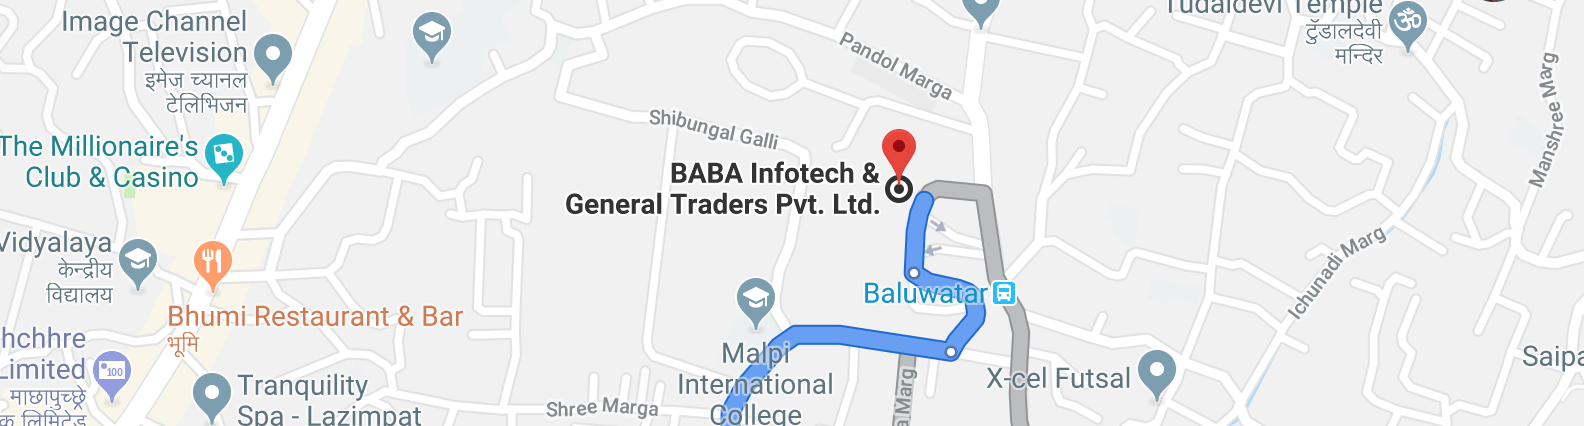 Image Channel
Television
इमेज च्यानल
टेलिभिजन
The Millionaire's
Club & Casino
Vidyalaya
केन्द्रीय
विद्यालय
Bhumi Restaurant & Bar
भूमि
hchhre
Limited
माछापुच्छ्रे
क लिमिटेड
100
Tranquility
Spa - Lazimpat
Shree Marga
Shibungal Galli
Pandol Marga
BABA Infotech &
General Traders Pvt. Ltd.
Baluwatar
Malpi
International
College
a Marg
X-cel Futsal
Ichunadi Marg
Tudaldevi Temple
टुँडालदेवी
मन्दिर
Manshree Marg
Saipa